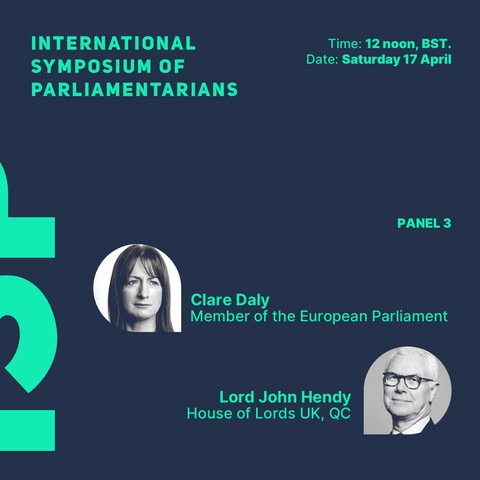 INTERNATIONAL
SYMPOSIUM OF
PARLIAMENTARIANS
Time: 12 noon, BST.
Date: Saturday 17 April
ISP
PANEL 3
Clare Daly
Member of the European Parliament
Lord John Hendy
House of Lords UK, QC